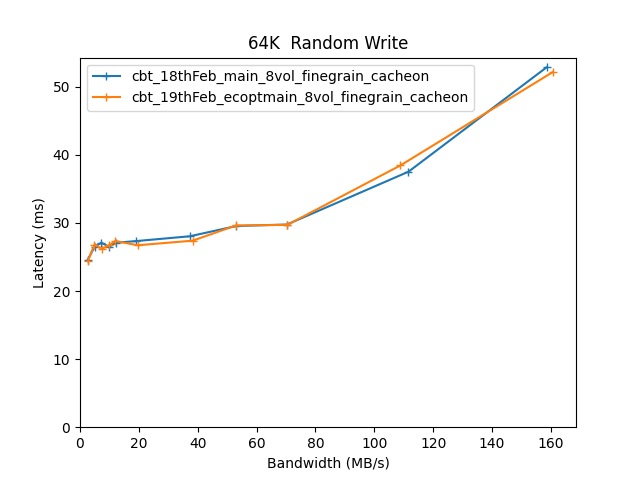 64K  Random Write
cbt_18thFeb_main_8vol_finegrain_cacheon
cbt_19thFeb_ecoptmain_8vol_finegrain_cacheon
Latency (ms)
50
40
30
20
10
0
0 20 40 60 80 100 120 140 160
Bandwidth (MB/s)